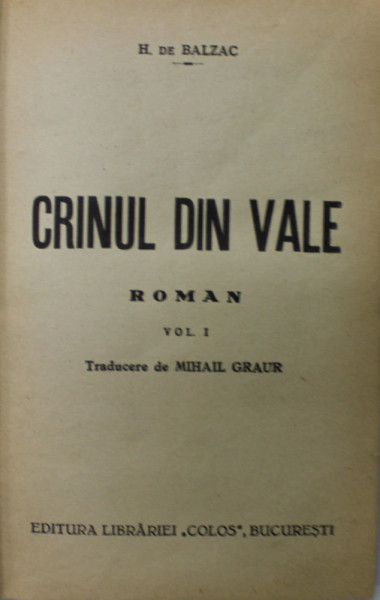 H. DE BALZAC
CRINUL DIN VALE
ROMAN
VOL. I
Traducere de MIHAIL GRAUR
EDITURA LIBRĂRIEI „COLOS", BUCUREȘTI